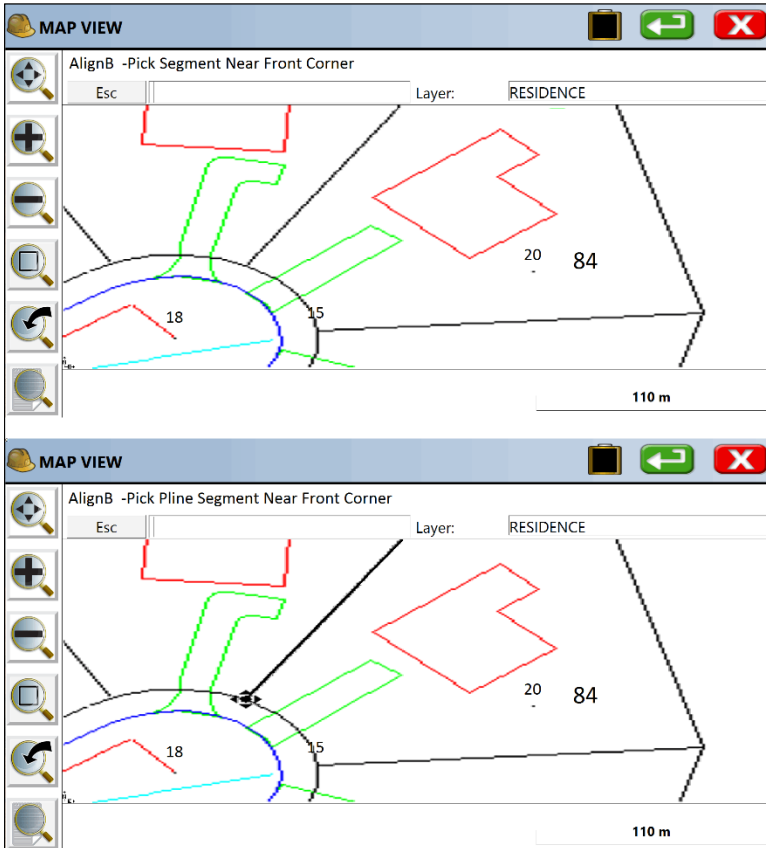 MAP VIEW
AlignB -Pick Segment Near Front Corner
Esc Layer: RESIDENCE
20 84
18 15
110 m
MAP VIEW
AlignB -Pick Pline Segment Near Front Corner
Esc Layer: RESIDENCE
20 84
18 15
110 m